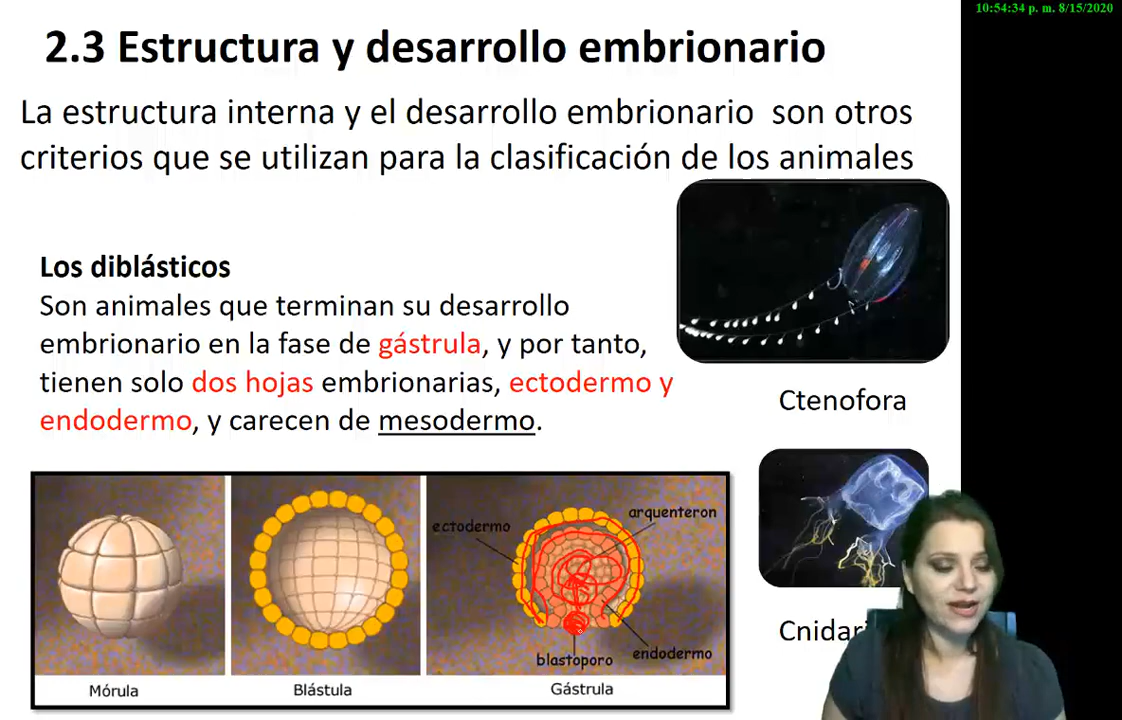 10:54:34 p. m. 8/15/2020
2.3 Estructura y desarrollo embrionario
La estructura interna y el desarrollo embrionario son otros
criterios que se utilizan para la clasificación de los animales
Los diblásticos
Son animales que terminan su desarrollo
embrionario en la fase de gástrula, y por tanto,
tienen solo dos hojas embrionarias, ectodermo y
endodermo, y carecen de mesodermo.
Ctenofora
ectodermo
arquenteron
blastoporo
endodermo
Mórula
Blástula
Gástrula